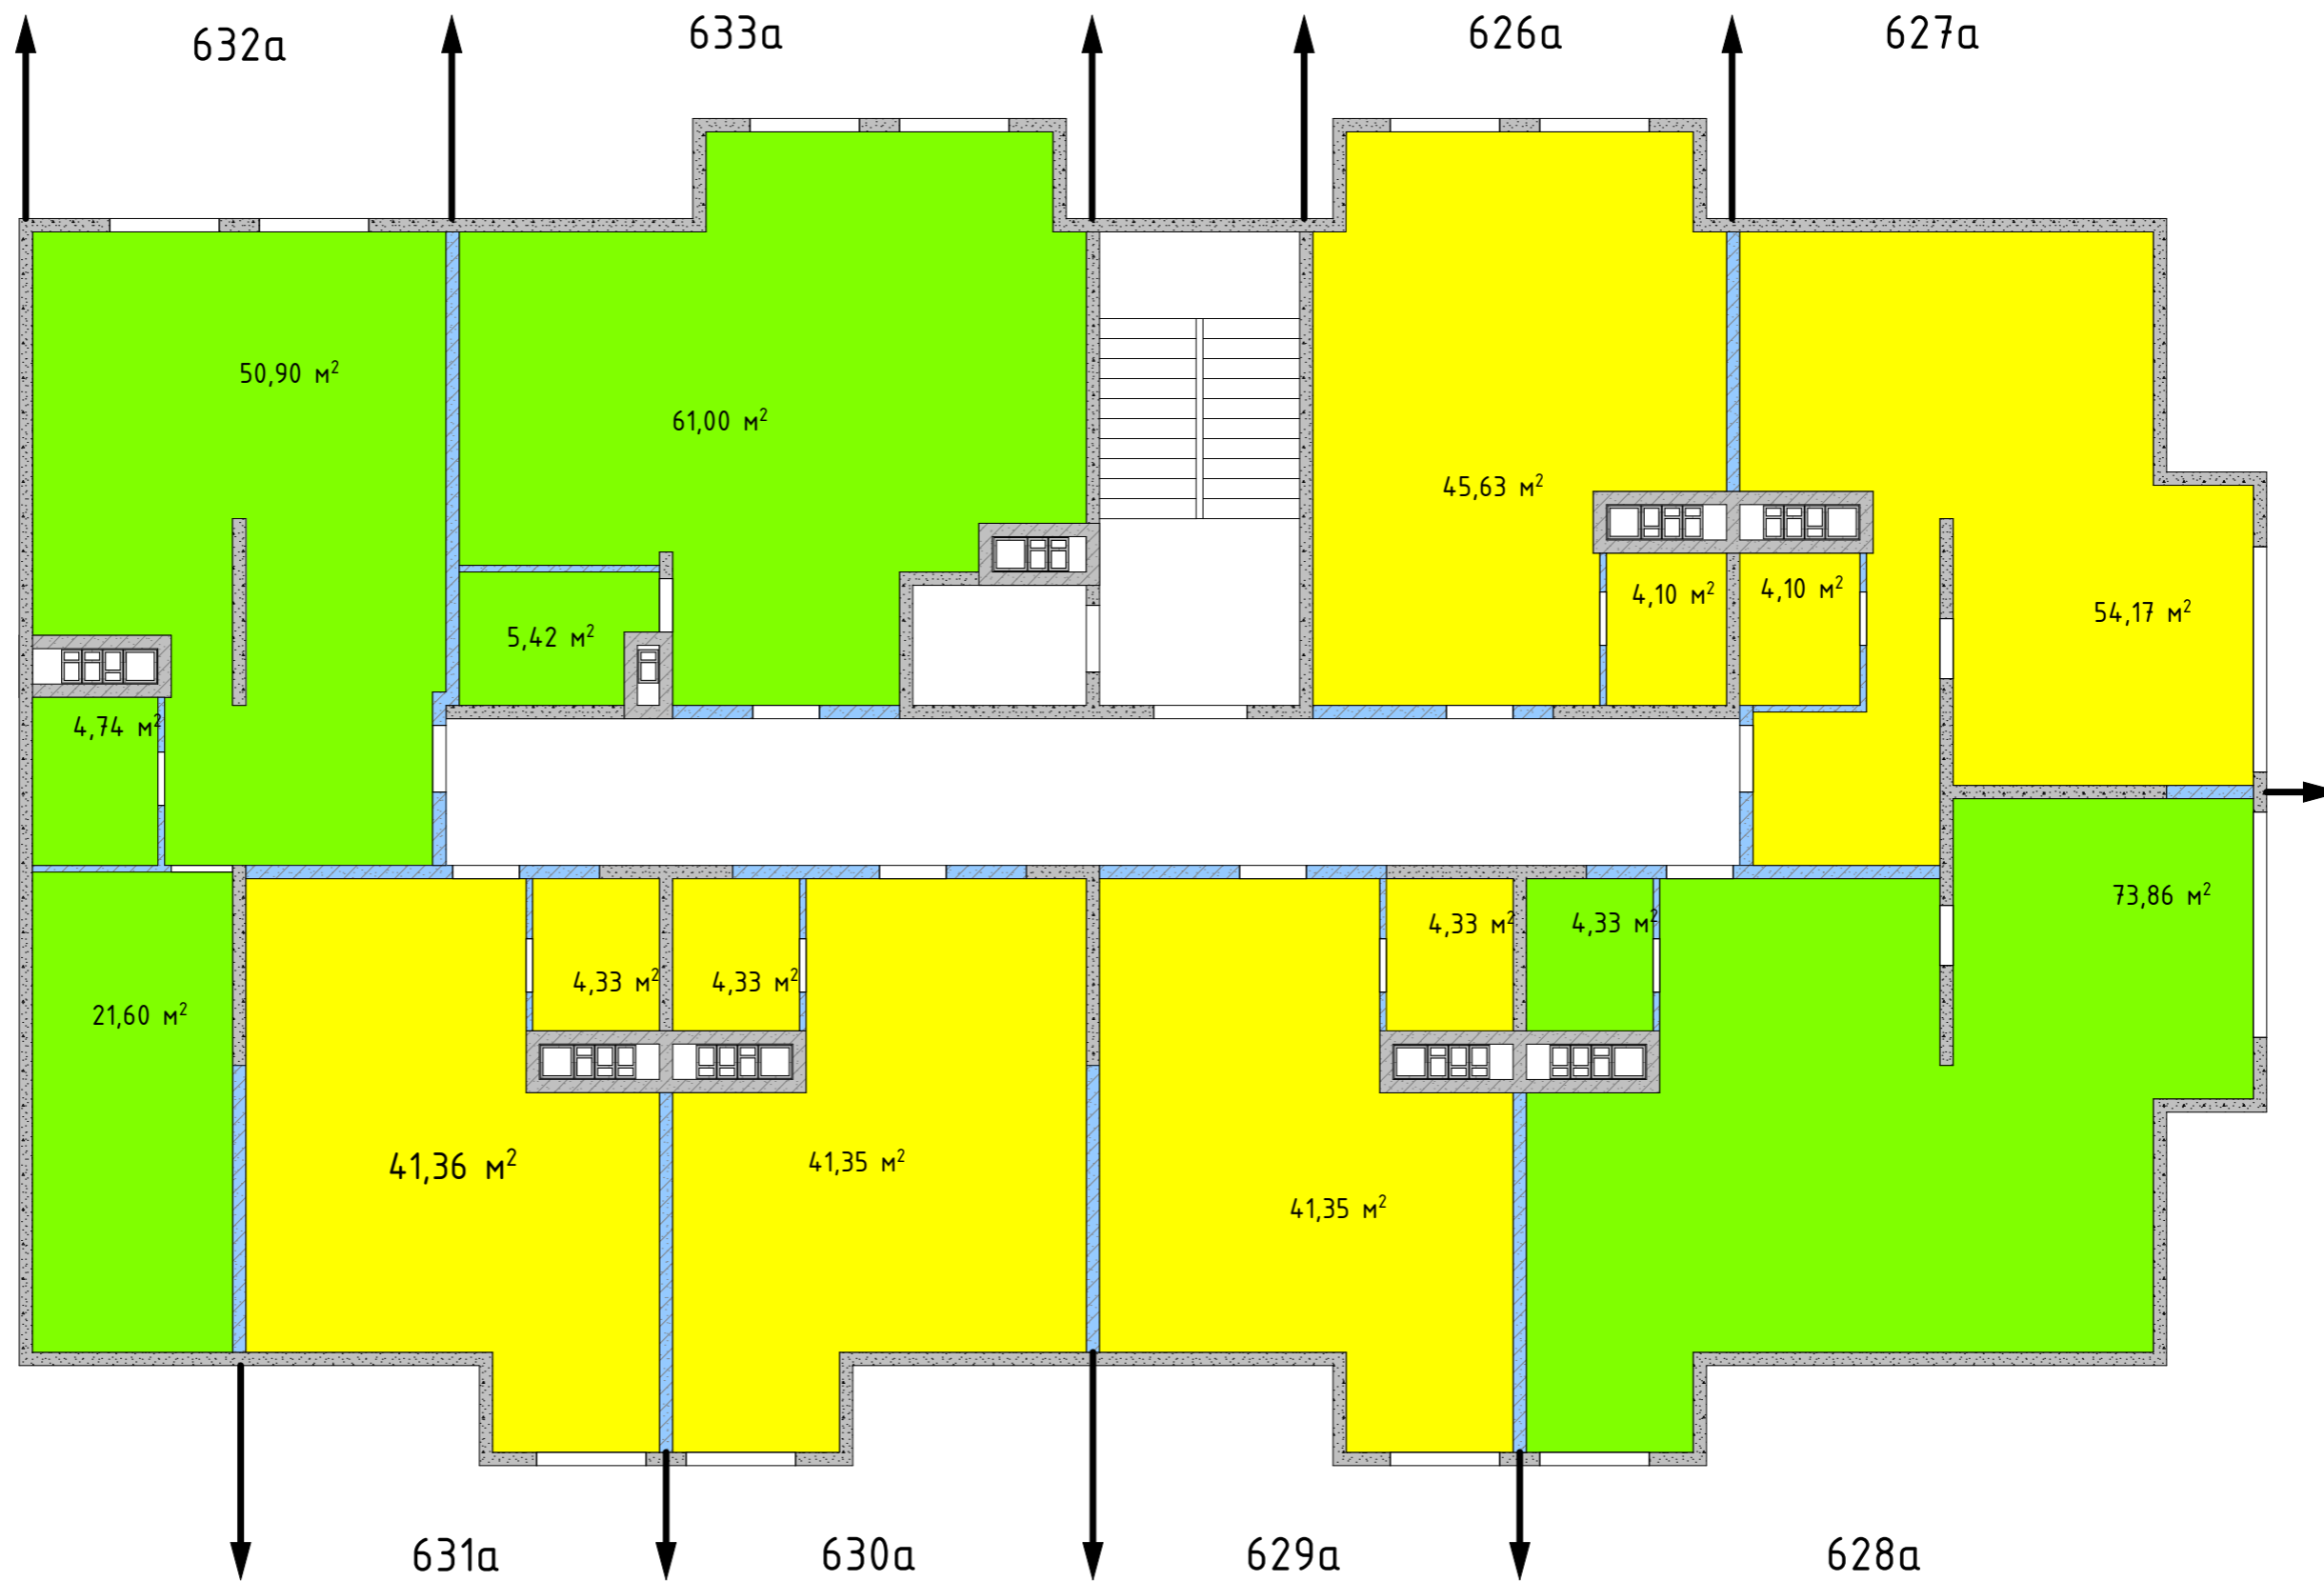 632а
633а
626а
627а
50,90 м²
61,00 м²
45,63 м²
4,10 м²
4,10 м²
54,17 м²
5,42 м²
4,74 м²
73,86 м²
4,33 м²
4,33 м²
4,33 м²
4,33 м²
21,60 м²
41,36 м²
41,35 м²
41,35 м²
631а
630а
629а
628а